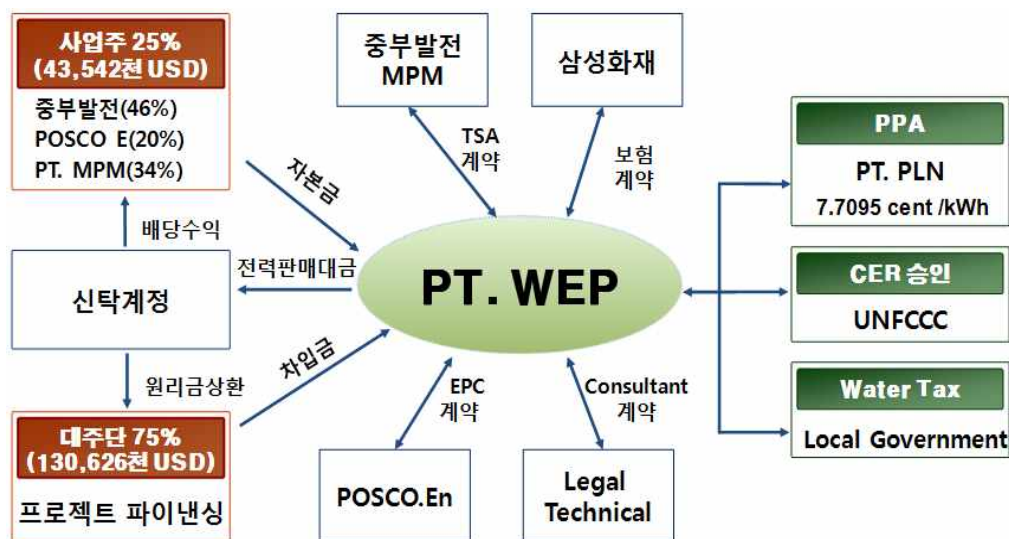 사업주 25%
(43,542천 USD)
중부발전(46%)
POSCO E(20%)
PT. MPM(34%)
중부발전
MPM
삼성화재
TSA
계약
보험
계약
자본금
배당수익
전력판매대금
신탁계정
PT. WEP
PPA
PT. PLN
7.7095 cent /kWh
CER 승인
UNFCCC
Water Tax
Local Government
원리금상환
차입금
EPC
계약
Consultant
계약
대주단 75%
(130,626천 USD)
프로젝트 파이낸싱
POSCO.En
Legal
Technical